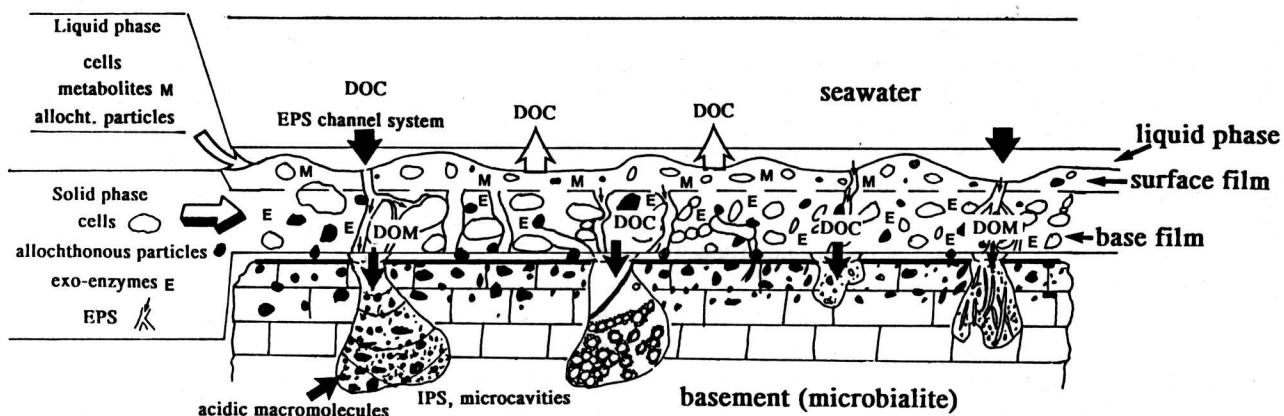 Liquid phase
cells
metabolites M
allocht. particles
DOC
EPS channel system
DOC
DOC
seawater
liquid phase
surface film
base film
Solid phase
cells
allochthonous particles
exo-enzymes E
EPS
M
M
M
M
M
M
M
E
E
E
E
E
E
E
E
E
E
E
E
DOM
DOC
DOC
DOM
acidic macromolecules
IPS, microcavities
basement (microbialite)